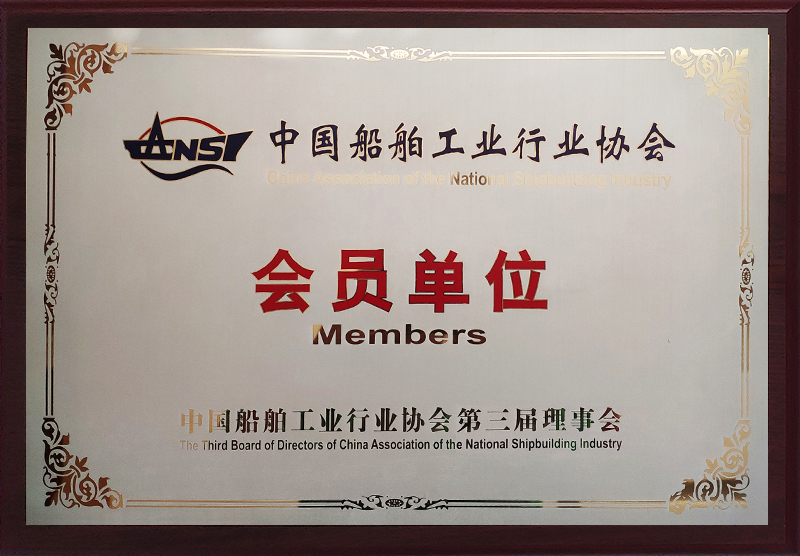 CANSI 中国船舶工业行业协会
China Association of the National Shipbuilding Industry
会员单位
Members
中国船舶工业行业协会第三届理事会
The Third Board of Directors of China Association of the National Shipbuilding Industry